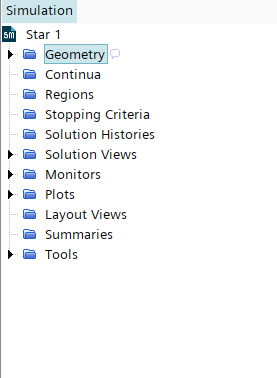 Simulation
Star 1
Geometry
Continua
Regions
Stopping Criteria
Solution Histories
Solution Views
Monitors
Plots
Layout Views
Summaries
Tools